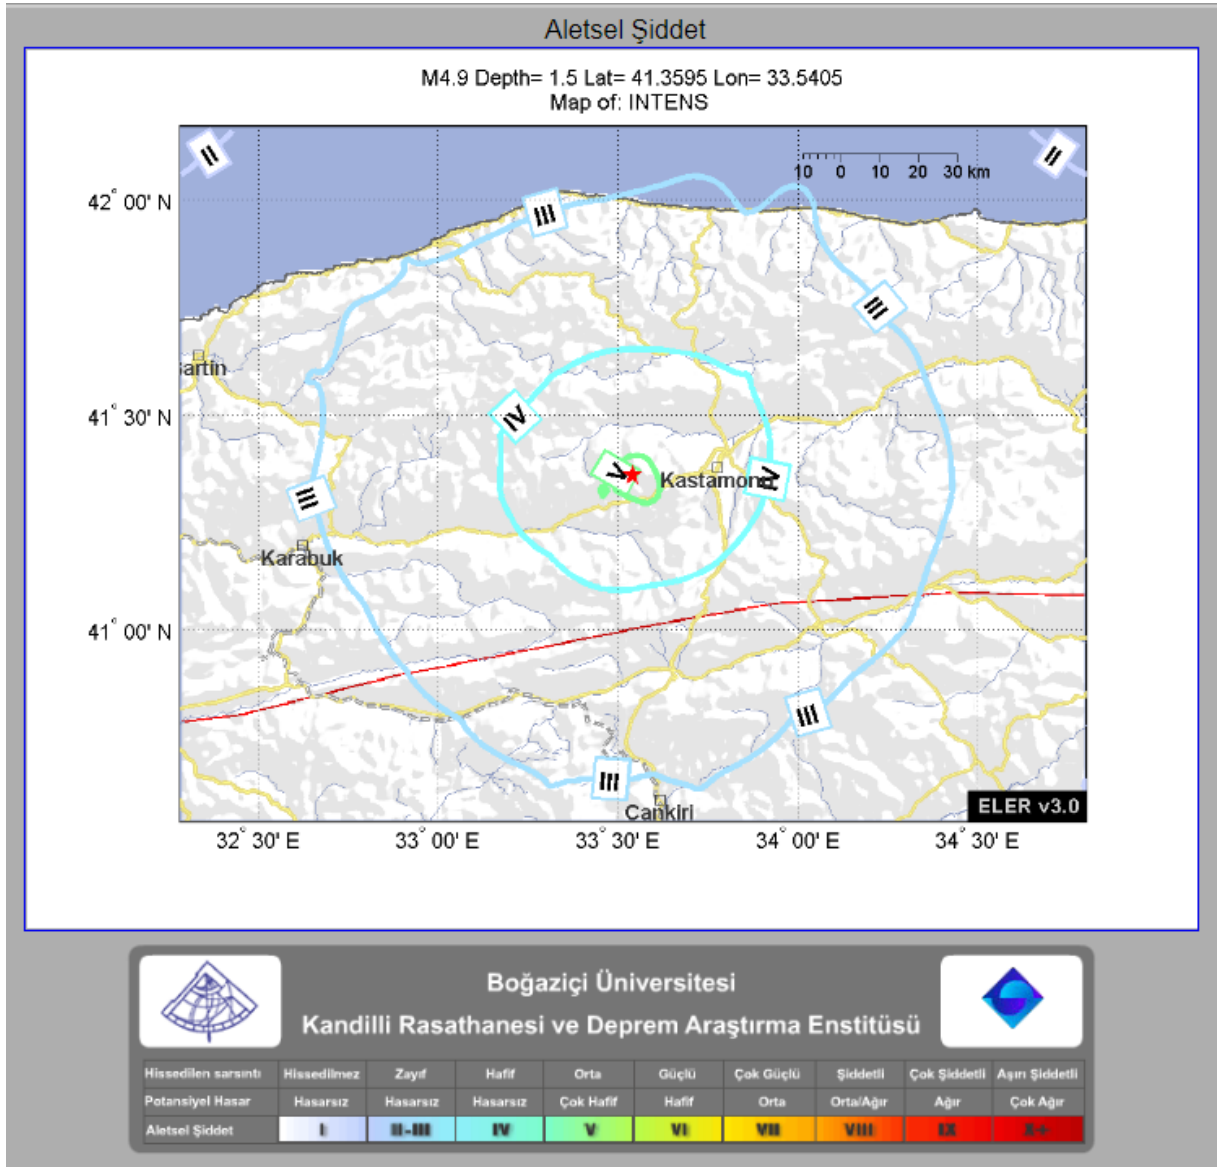 Aletsel Şiddet
M4.9 Depth= 1.5 Lat= 41.3595 Lon= 33.5405
Map of: INTENS
II
II
10 0 10 20 30 km
42° 00' N
III
III
artin
41° 30' N
IV
V
Kastamonu
IV
III
Karabuk
41° 00' N
III
III
Cankiri
ELER v3.0
32° 30' E 33° 00' E 33° 30' E 34° 00' E 34° 30' E
Boğaziçi Üniversitesi
Kandilli Rasathanesi ve Deprem Araştırma Enstitüsü
Hissedilen sarsıntı Hissedilmez Zayıf Hafif Orta Güçlü Çok Güçlü Şiddetli Çok Şiddetli Aşırı Şiddetli
Potansiyel Hasar Hasarsız Hasarsız Hasarsız Çok Hafif Hafif Orta Orta/Ağır Ağır Çok Ağır
Aletsel Şiddet I II-III IV V VI VII VIII IX X+